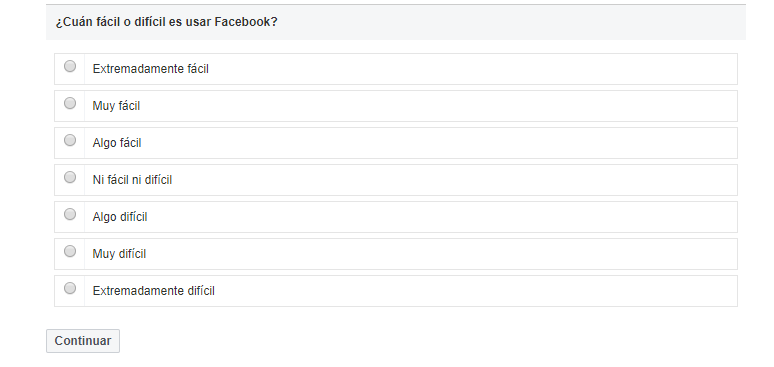 ¿Cuán fácil o difícil es usar Facebook?
Extremadamente fácil
Muy fácil
Algo fácil
Ni fácil ni difícil
Algo difícil
Muy difícil
Extremadamente difícil
Continuar